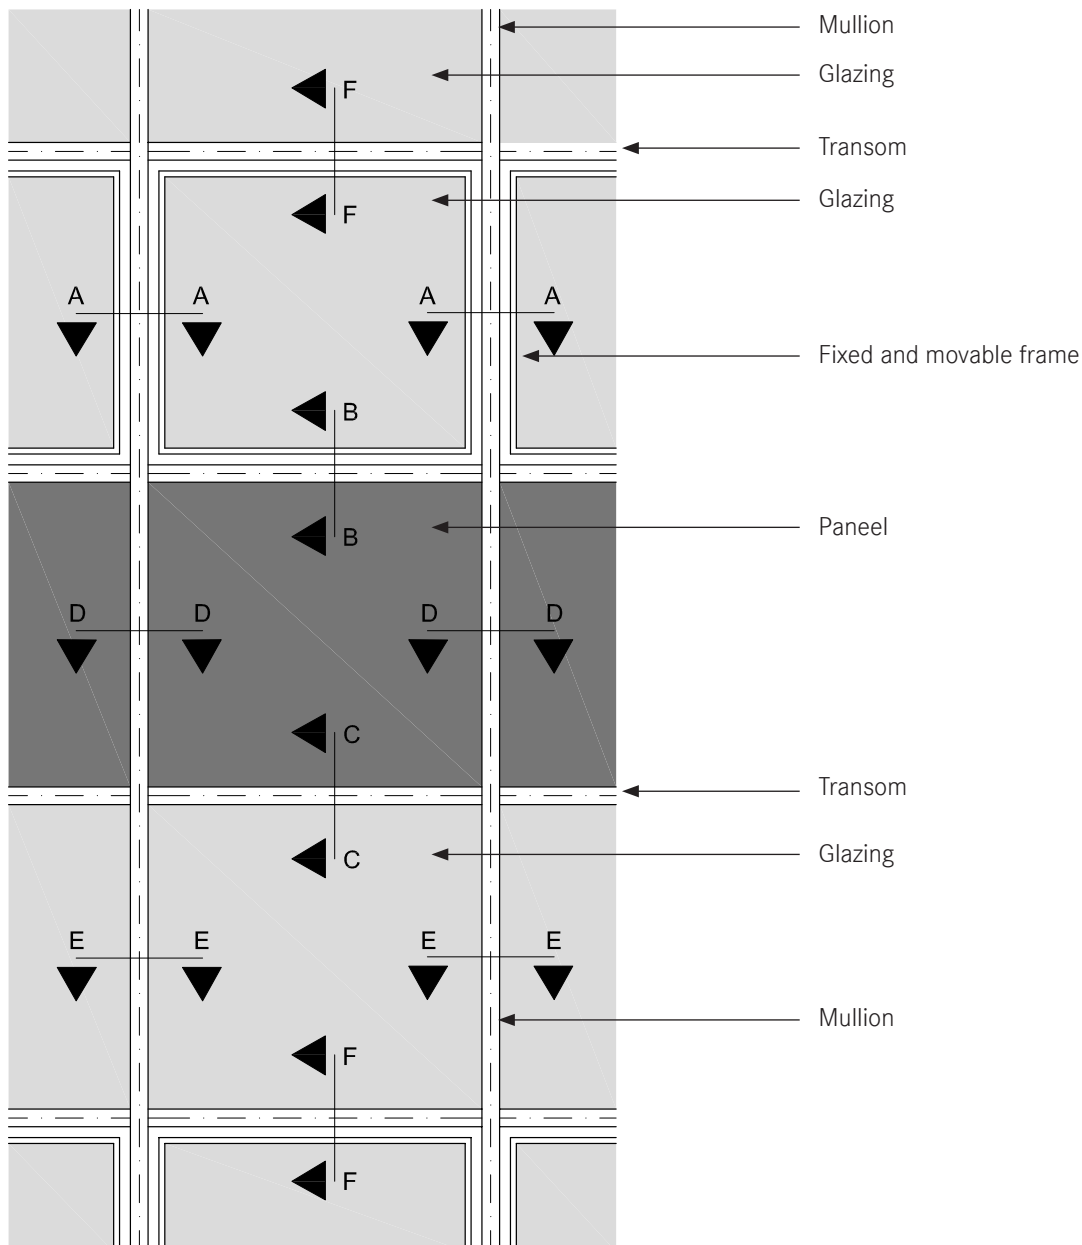 Mullion
Glazing
F
Transom
F
Glazing
A A A A
Fixed and movable frame
B
Paneel
B
D D D D
C
Transom
C
Glazing
E E E E
Mullion
F
F